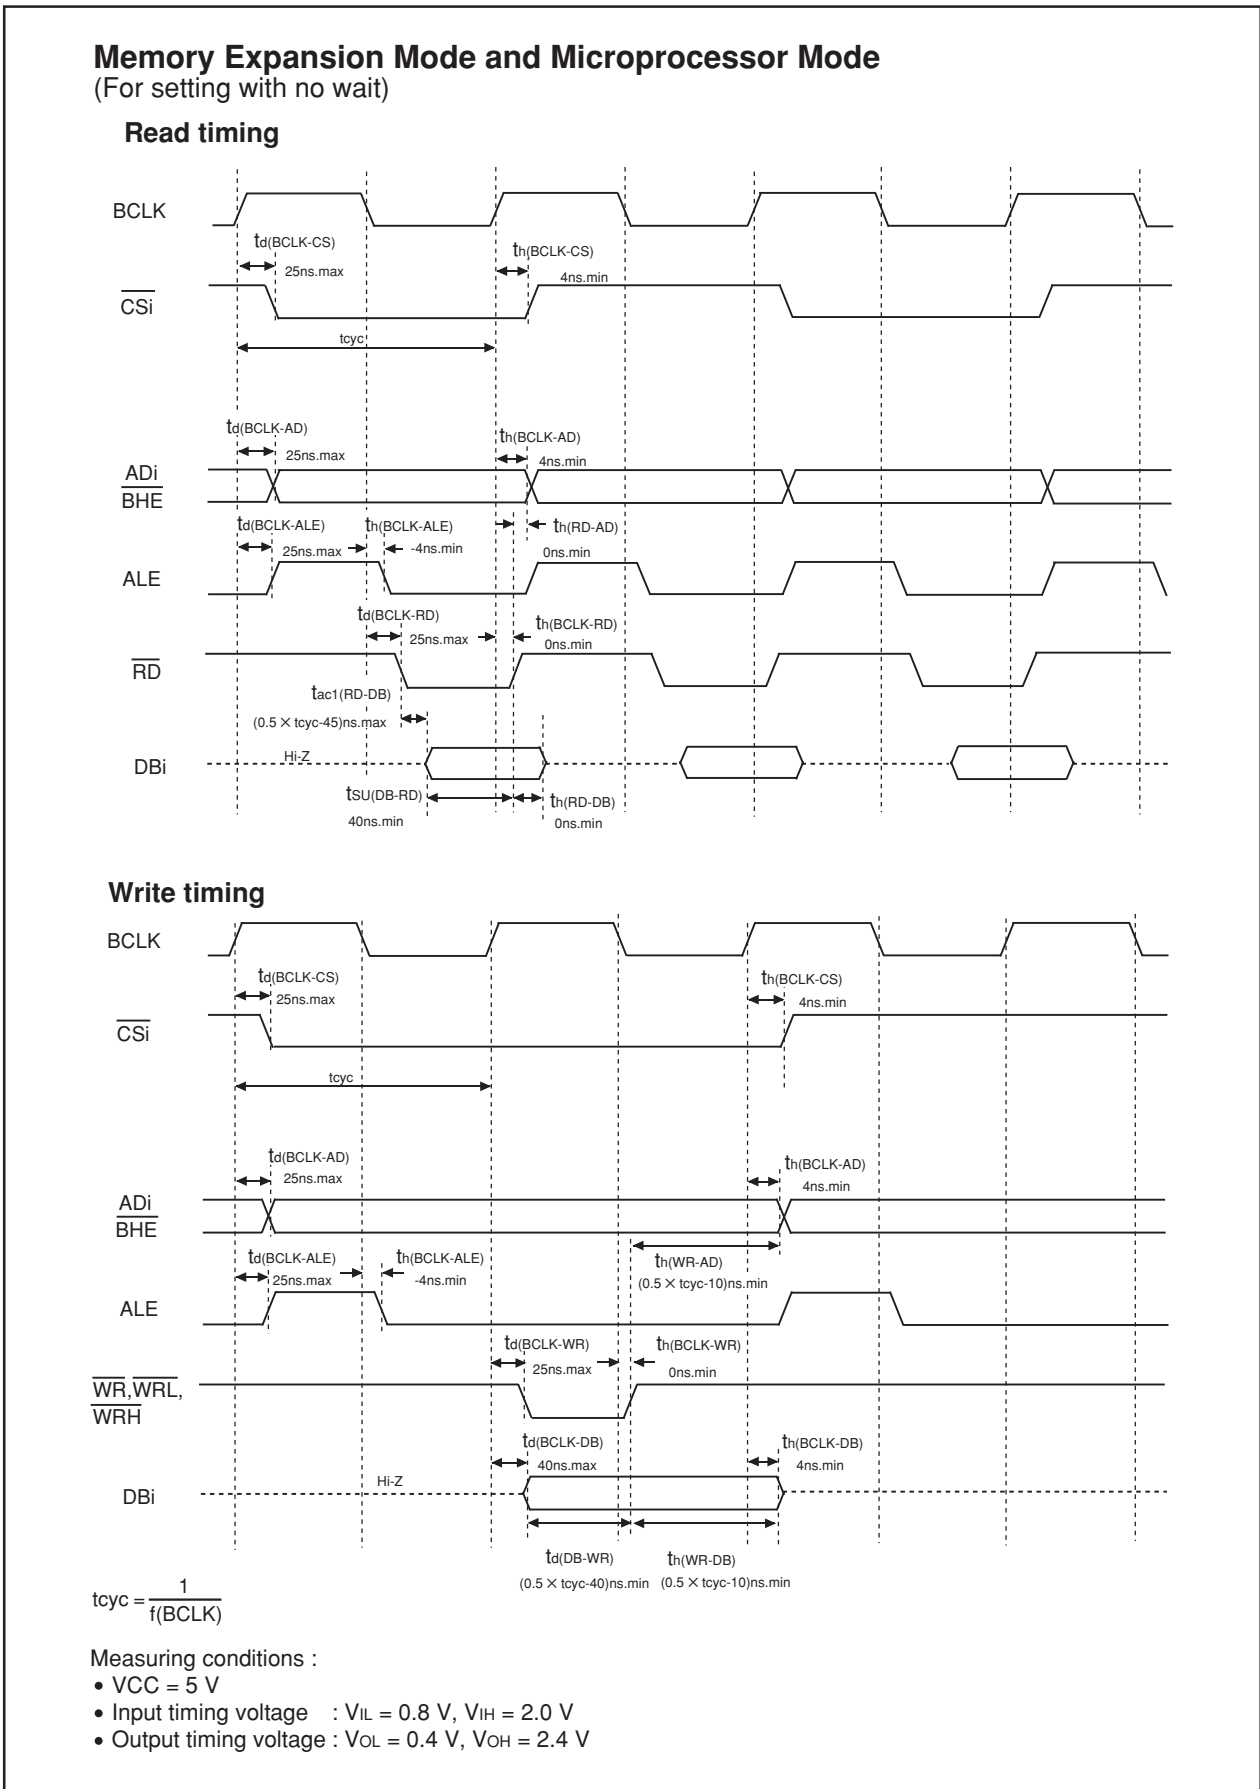 Memory Expansion Mode and Microprocessor Mode
(For setting with no wait)
Read timing
BCLK
td(BCLK-CS)
25ns.max
th(BCLK-CS)
4ns.min
CSi
tcyc
td(BCLK-AD)
25ns.max
th(BCLK-AD)
4ns.min
ADi
BHE
td(BCLK-ALE)
25ns.max
th(BCLK-ALE)
-4ns.min
th(RD-AD)
0ns.min
ALE
td(BCLK-RD)
25ns.max
th(BCLK-RD)
0ns.min
RD
tac1(RD-DB)
(0.5 × tcyc-45)ns.max
Hi-Z
DBi
tSU(DB-RD)
40ns.min
th(RD-DB)
0ns.min
Write timing
BCLK
td(BCLK-CS)
25ns.max
th(BCLK-CS)
4ns.min
CSi
tcyc
td(BCLK-AD)
25ns.max
th(BCLK-AD)
4ns.min
ADi
BHE
td(BCLK-ALE)
25ns.max
th(BCLK-ALE)
-4ns.min
th(WR-AD)
(0.5 × tcyc-10)ns.min
ALE
td(BCLK-WR)
25ns.max
th(BCLK-WR)
0ns.min
WR,WRL,
WRH
td(BCLK-DB)
40ns.max
th(BCLK-DB)
4ns.min
Hi-Z
DBi
td(DB-WR)
(0.5 × tcyc-40)ns.min
th(WR-DB)
(0.5 × tcyc-10)ns.min
tcyc = 1
f(BCLK)
Measuring conditions :
• VCC = 5 V
• Input timing voltage : VIL = 0.8 V, VIH = 2.0 V
• Output timing voltage : VOL = 0.4 V, VOH = 2.4 V